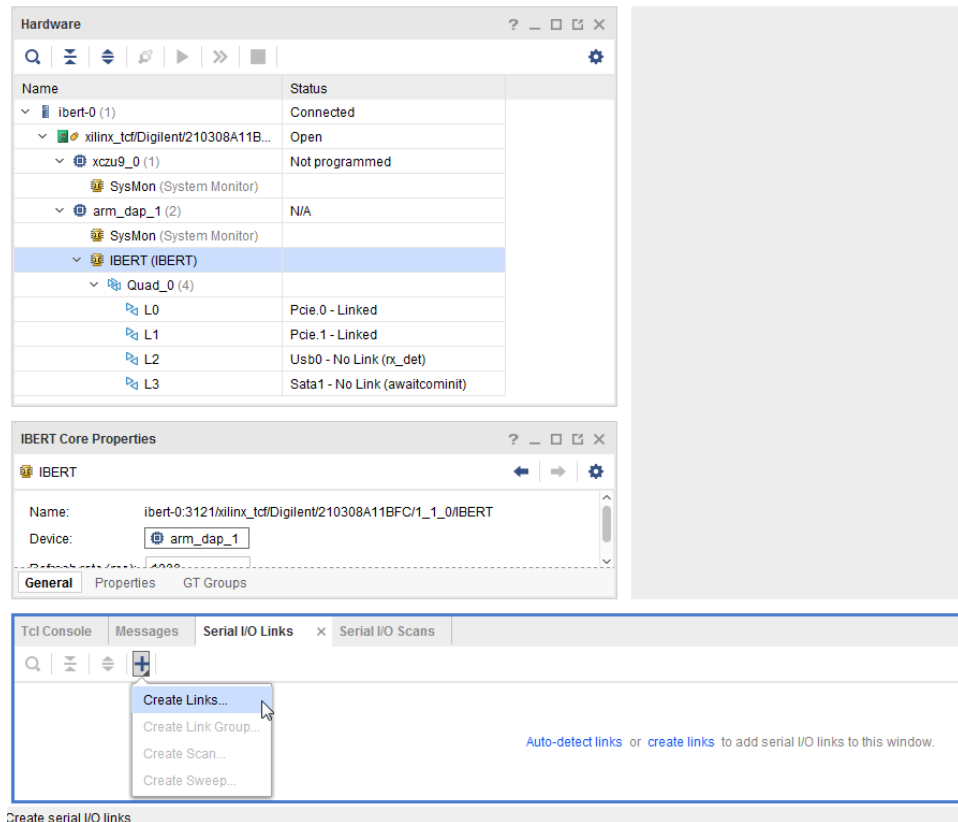 Hardware
Name Status
ibert-0 (1) Connected
xilinx_tcf/Digilent/210308A11B... Open
xczu9_0 (1) Not programmed
SysMon (System Monitor)
arm_dap_1 (2) N/A
SysMon (System Monitor)
IBERT (IBERT)
Quad_0 (4)
L0 Pcie.0 - Linked
L1 Pcie.1 - Linked
L2 Usb0 - No Link (rx_det)
L3 Sata1 - No Link (awaitcominit)
IBERT Core Properties
IBERT
Name: ibert-0:3121/xilinx_tcf/Digilent/210308A11BFC/1_1_0/IBERT
Device: arm_dap_1
General Properties GT Groups
Tcl Console Messages Serial I/O Links Serial I/O Scans
Create Links...
Create Link Group...
Auto-detect links or create links to add serial I/O links to this window.
Create Scan...
Create Sweep...
Create serial I/O links